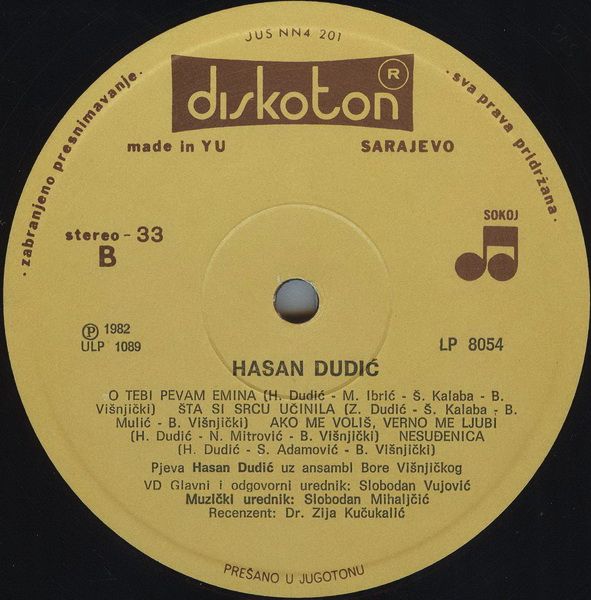 JUS NN4 201
diskoton ®
· zabranjeno presnimavanje ·
· sva prava pridržana ·
made in YU SARAJEVO
SOKOJ
stereo - 33
B
℗ 1982
ULP 1089
LP 8054
HASAN DUDIĆ
O TEBI PEVAM EMINA (H. Dudić - M. Ibrić - Š. Kalaba - B.
Višnjički) ŠTA SI SRCU UČINILA (Z. Dudić - Š. Kalaba - B.
Mulić - B. Višnjički) AKO ME VOLIŠ, VERNO ME LJUBI
(H. Dudić - N. Mitrović - B. Višnjički) NESUĐENICA
(H. Dudić - S. Adamović - B. Višnjički)
Pjeva Hasan Dudić uz ansambl Bore Višnjičkog
VD Glavni i odgovorni urednik: Slobodan Vujović
Muzički urednik: Slobodan Mihaljčić
Recenzent: Dr. Zija Kučukalić
PREŠANO U JUGOTONU